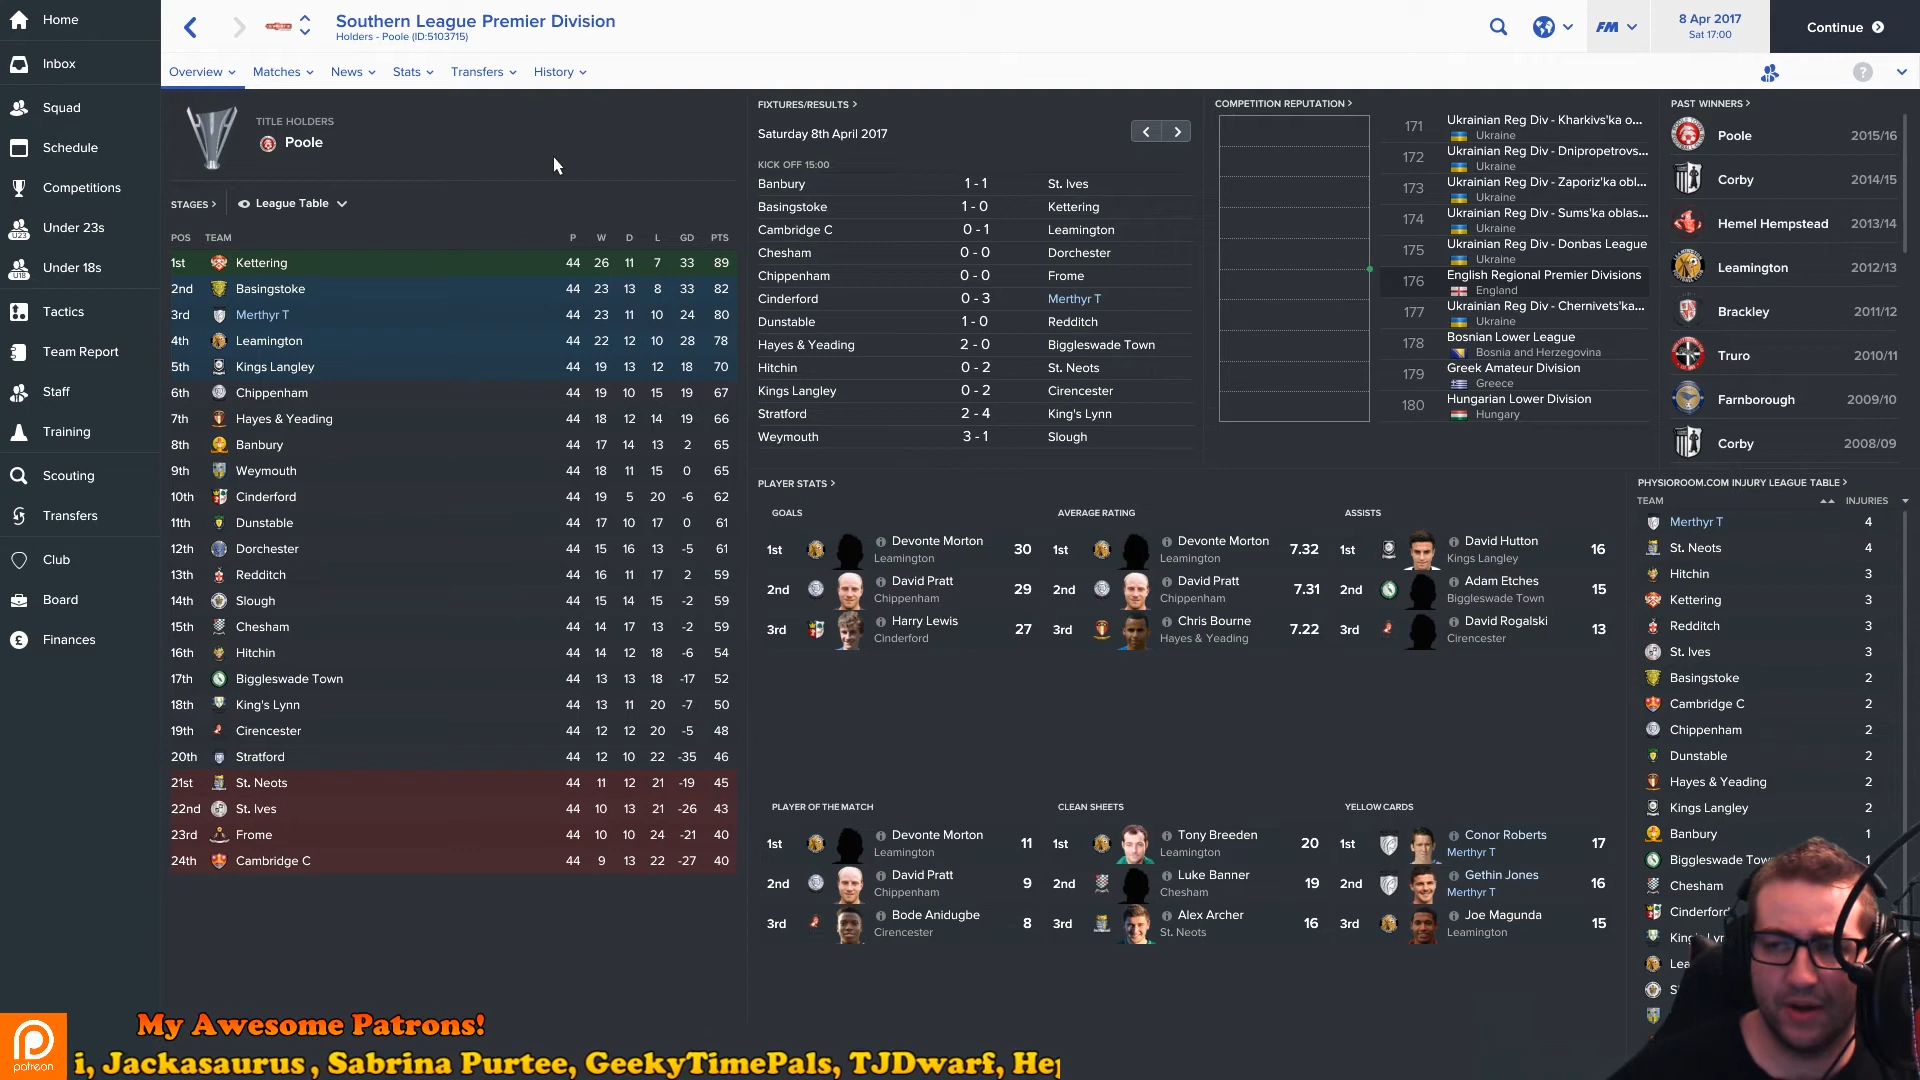 Home
Inbox
Squad
Schedule
Competitions
Under 23s
Under 18s
Tactics
Team Report
Staff
Training
Scouting
Transfers
Club
Board
Finances
Southern League Premier Division
Holders - Poole (ID:5103715)
FM
8 Apr 2017
Sat 17:00
Continue
Overview Matches News Stats Transfers History
TITLE HOLDERS
Poole
STAGES > League Table
POS TEAM P W D L GD PTS
1st Kettering 44 26 11 7 33 89
2nd Basingstoke 44 23 13 8 33 82
3rd Merthyr T 44 23 11 10 24 80
4th Leamington 44 22 12 10 28 78
5th Kings Langley 44 19 13 12 18 70
6th Chippenham 44 19 10 15 19 67
7th Hayes & Yeading 44 18 12 14 19 66
8th Banbury 44 17 14 13 2 65
9th Weymouth 44 18 11 15 0 65
10th Cinderford 44 19 5 20 -6 62
11th Dunstable 44 17 10 17 0 61
12th Dorchester 44 15 16 13 -5 61
13th Redditch 44 16 11 17 2 59
14th Slough 44 15 14 15 -2 59
15th Chesham 44 14 17 13 -2 59
16th Hitchin 44 14 12 18 -6 54
17th Biggleswade Town 44 13 13 18 -17 52
18th King's Lynn 44 13 11 20 -7 50
19th Cirencester 44 12 12 20 -5 48
20th Stratford 44 12 10 22 -35 46
21st St. Neots 44 11 12 21 -19 45
22nd St. Ives 44 10 13 21 -26 43
23rd Frome 44 10 10 24 -21 40
24th Cambridge C 44 9 13 22 -27 40
FIXTURES/RESULTS >
Saturday 8th April 2017
KICK OFF 15:00
Banbury 1 - 1 St. Ives
Basingstoke 1 - 0 Kettering
Cambridge C 0 - 1 Leamington
Chesham 0 - 0 Dorchester
Chippenham 0 - 0 Frome
Cinderford 0 - 3 Merthyr T
Dunstable 1 - 0 Redditch
Hayes & Yeading 2 - 0 Biggleswade Town
Hitchin 0 - 2 St. Neots
Kings Langley 0 - 2 Cirencester
Stratford 2 - 4 King's Lynn
Weymouth 3 - 1 Slough
COMPETITION REPUTATION >
171 Ukrainian Reg Div - Kharkivs'ka o...
Ukraine
172 Ukrainian Reg Div - Dnipropetrovs...
Ukraine
173 Ukrainian Reg Div - Zaporiz'ka obl...
Ukraine
174 Ukrainian Reg Div - Sums'ka oblas...
Ukraine
175 Ukrainian Reg Div - Donbas League
Ukraine
176 English Regional Premier Divisions
England
177 Ukrainian Reg Div - Chernivets'ka...
Ukraine
178 Bosnian Lower League
Bosnia and Herzegovina
179 Greek Amateur Division
Greece
180 Hungarian Lower Division
Hungary
PAST WINNERS >
Poole 2015/16
Corby 2014/15
Hemel Hempstead 2013/14
Leamington 2012/13
Brackley 2011/12
Truro 2010/11
Farnborough 2009/10
Corby 2008/09
PLAYER STATS >
GOALS
1st Devonte Morton 30
Leamington
2nd David Pratt 29
Chippenham
3rd Harry Lewis 27
Cinderford
AVERAGE RATING
1st Devonte Morton 7.32
Leamington
2nd David Pratt 7.31
Chippenham
3rd Chris Bourne 7.22
Hayes & Yeading
ASSISTS
1st David Hutton 16
Kings Langley
2nd Adam Etches 15
Biggleswade Town
3rd David Rogalski 13
Cirencester
PLAYER OF THE MATCH
1st Devonte Morton 11
Leamington
2nd David Pratt 9
Chippenham
3rd Bode Anidugbe 8
Cirencester
CLEAN SHEETS
1st Tony Breeden 20
Leamington
2nd Luke Banner 19
Chesham
3rd Alex Archer 16
St. Neots
YELLOW CARDS
1st Conor Roberts 17
Merthyr T
2nd Gethin Jones 16
Merthyr T
3rd Joe Magunda 15
Leamington
PHYSIOROOM.COM INJURY LEAGUE TABLE >
TEAM INJURIES
Merthyr T 4
St. Neots 4
Hitchin 3
Kettering 3
Redditch 3
St. Ives 3
Basingstoke 2
Cambridge C 2
Chippenham 2
Dunstable 2
Hayes & Yeading 2
Kings Langley 2
Banbury 1
Biggleswade Tow 1
Chesham
Cinderford
King's Lyn
Lea
S
My Awesome Patrons!
i, Jackasaurus, Sabrina Purtee, GeekyTimePals, TJDwarf, He
patreon